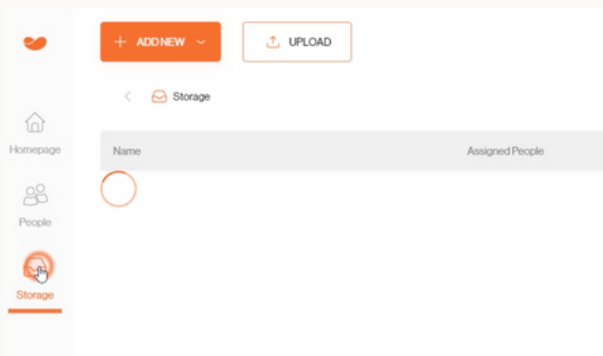 ADD NEW
UPLOAD
Storage
Homepage
Name
Assigned People
People
Storage